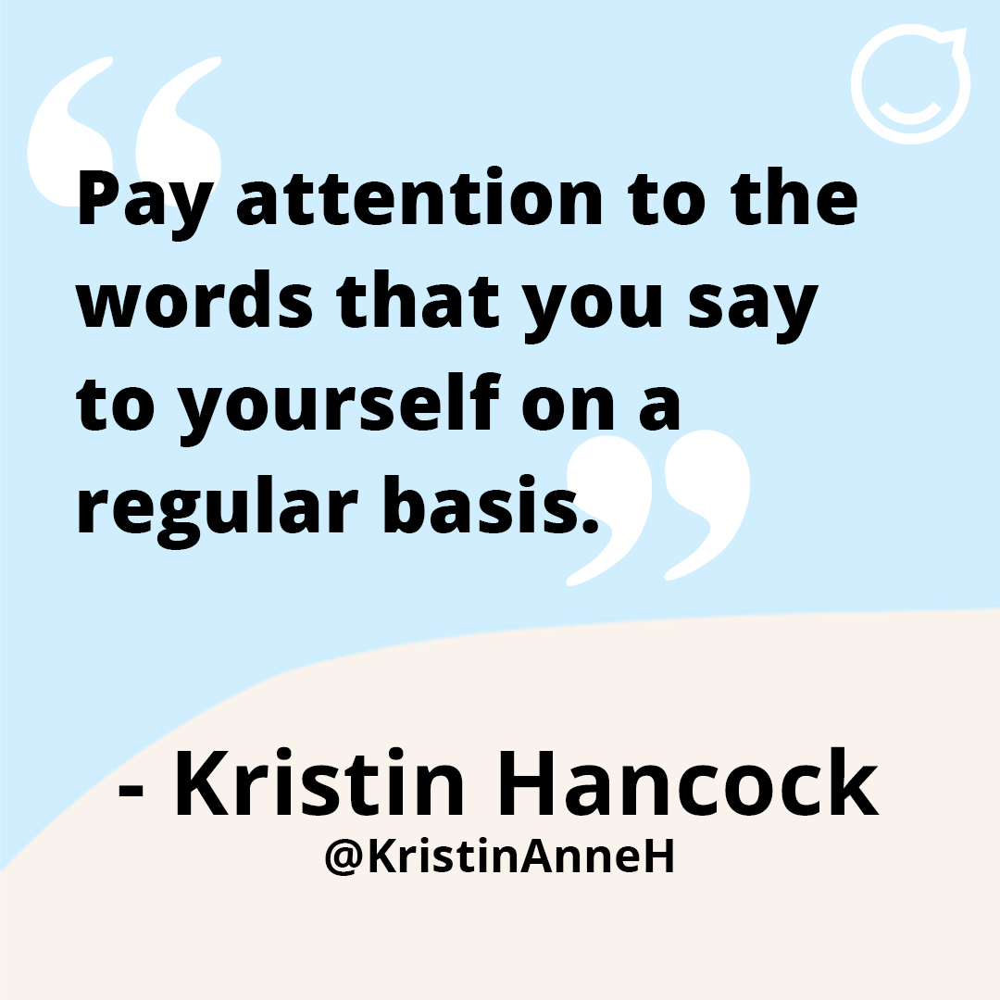 Pay attention to the
words that you say
to yourself on a
regular basis.
- Kristin Hancock
@KristinAnneH